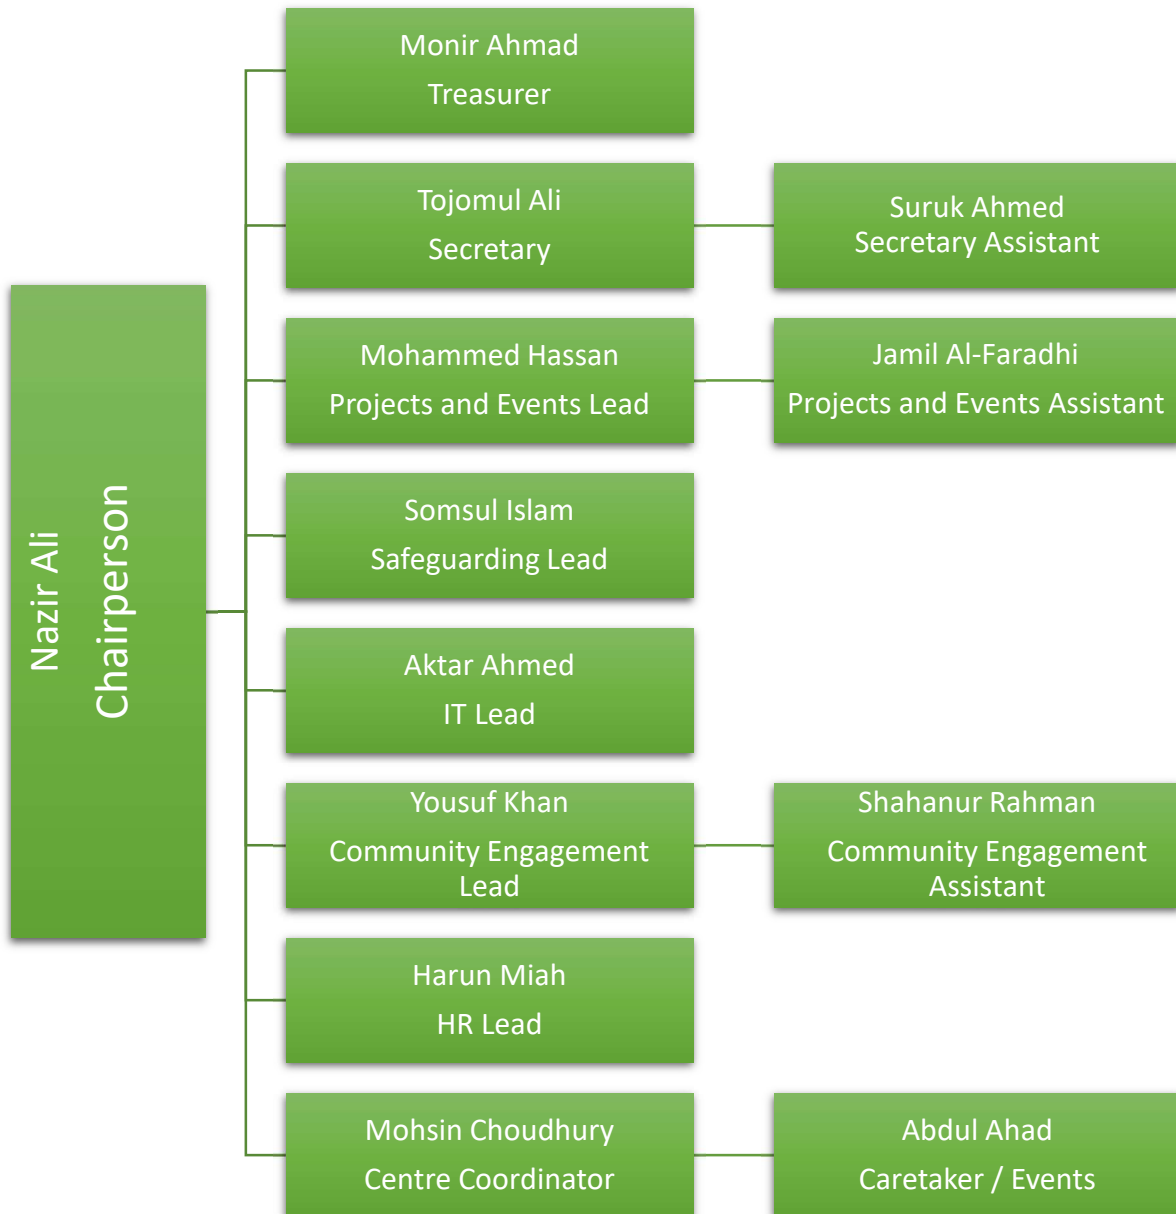 Nazir Ali
Chairperson
Monir Ahmad
Treasurer
Tojomul Ali
Secretary
Suruk Ahmed
Secretary Assistant
Mohammed Hassan
Projects and Events Lead
Jamil Al-Faradhi
Projects and Events Assistant
Somsul Islam
Safeguarding Lead
Aktar Ahmed
IT Lead
Yousuf Khan
Community Engagement
Lead
Shahanur Rahman
Community Engagement
Assistant
Harun Miah
HR Lead
Mohsin Choudhury
Centre Coordinator
Abdul Ahad
Caretaker / Events